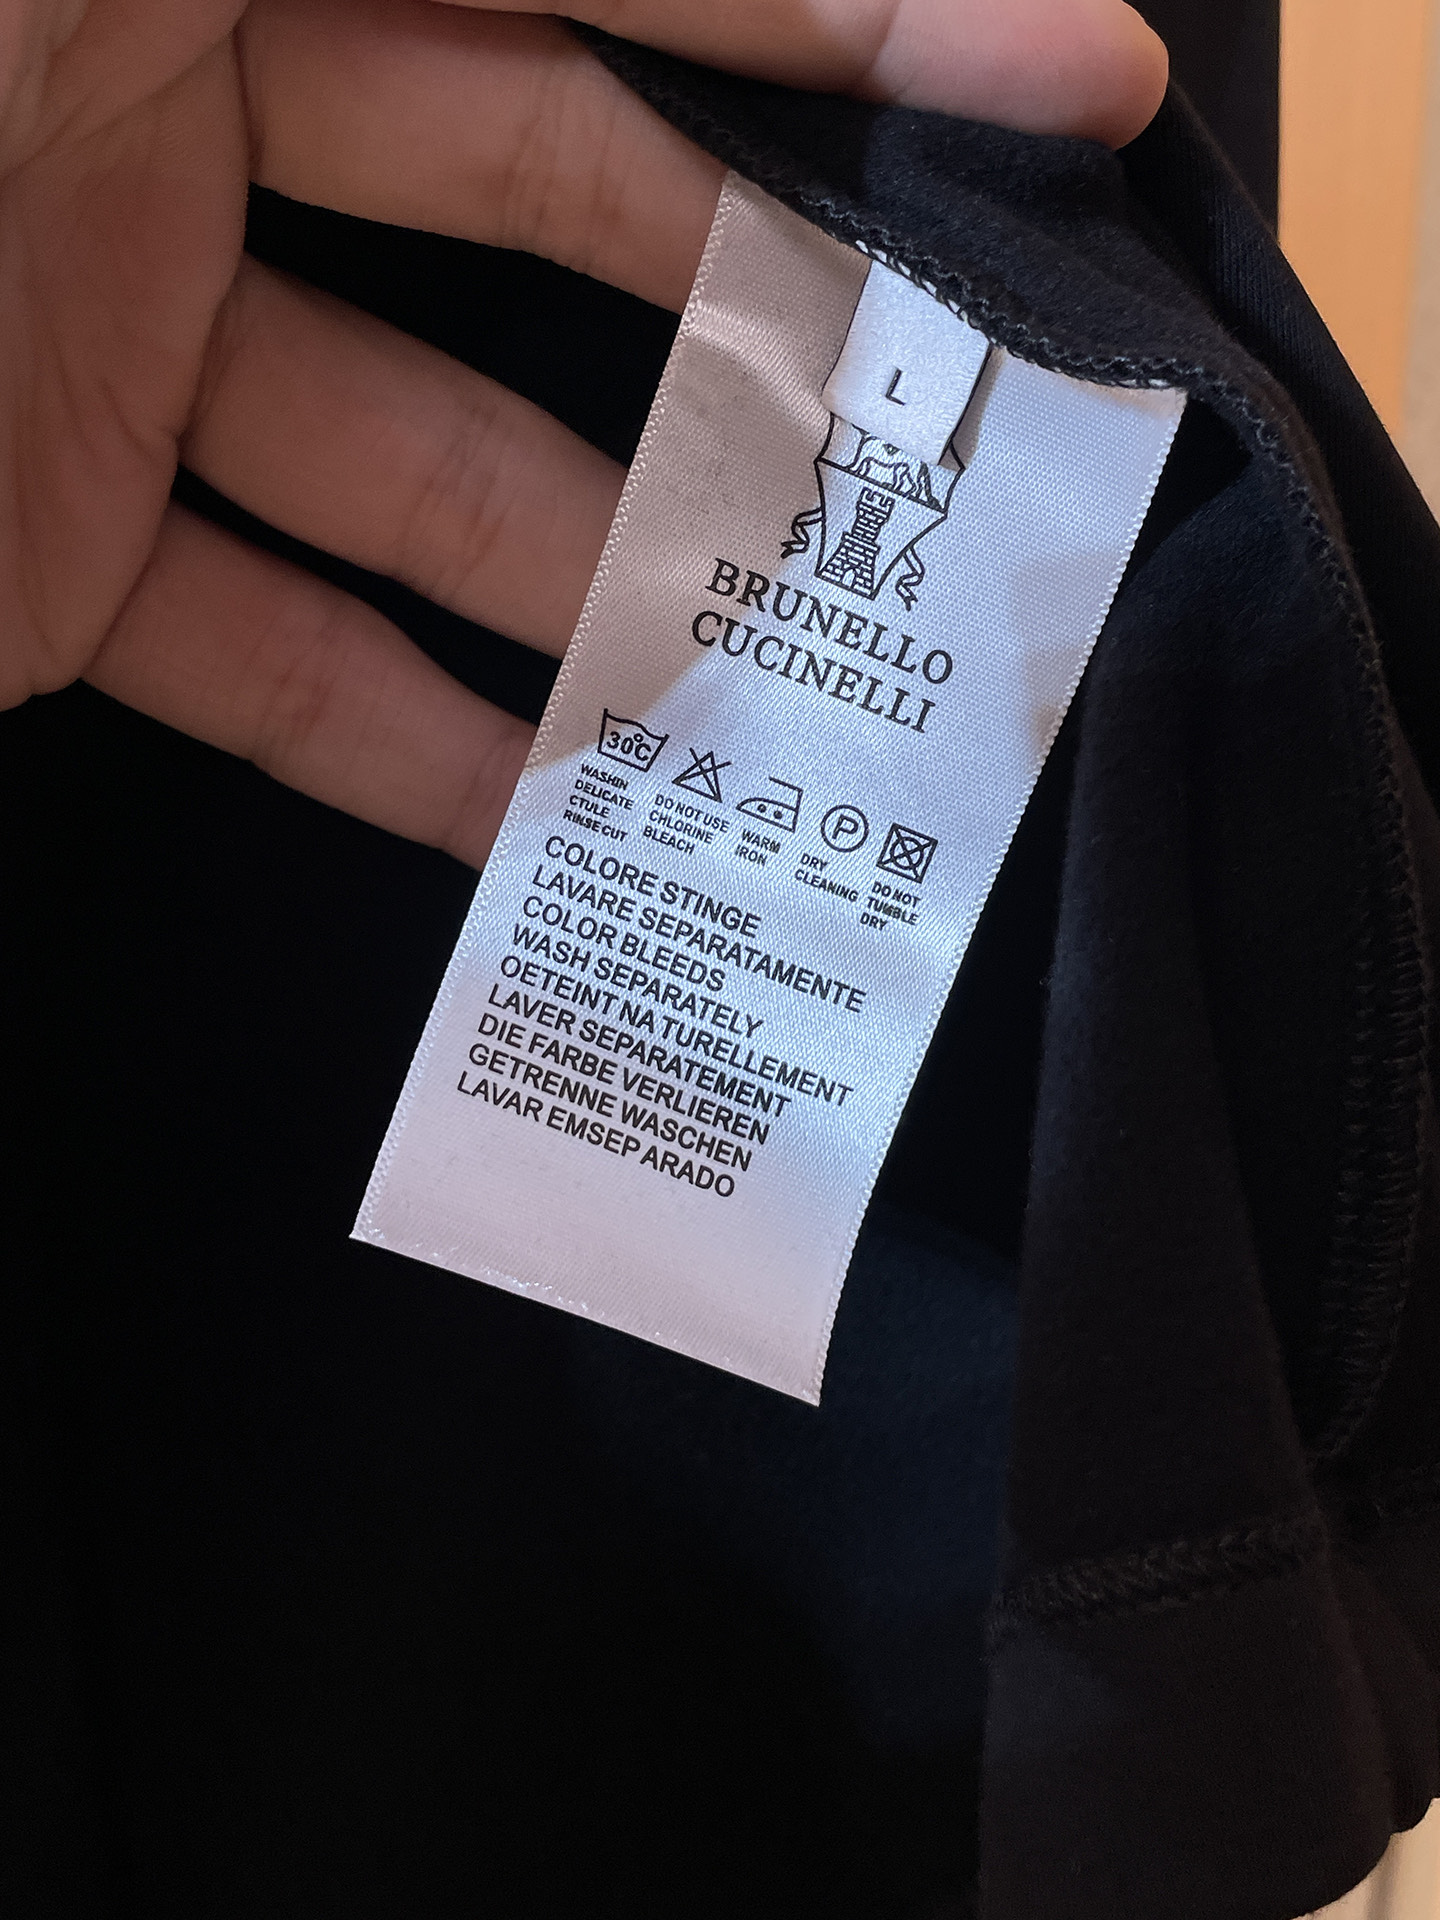 L
BRUNELLO
CUCINELLI
30°C
WASHIN
DELICATE
CTULE
RINSE CUT
DO NOT USE
CHLORINE
BLEACH
WARM
IRON
P
DRY
CLEANING
DO NOT
TUMBLE
DRY
COLORE STINGE
LAVARE SEPARATAMENTE
COLOR BLEEDS
WASH SEPARATELY
OETEINT NA TURELLEMENT
LAVER SEPAREMENT
DIE FARBE VERLIEREN
GETRENNE WASCHEN
LAVAR EMSEP ARADO